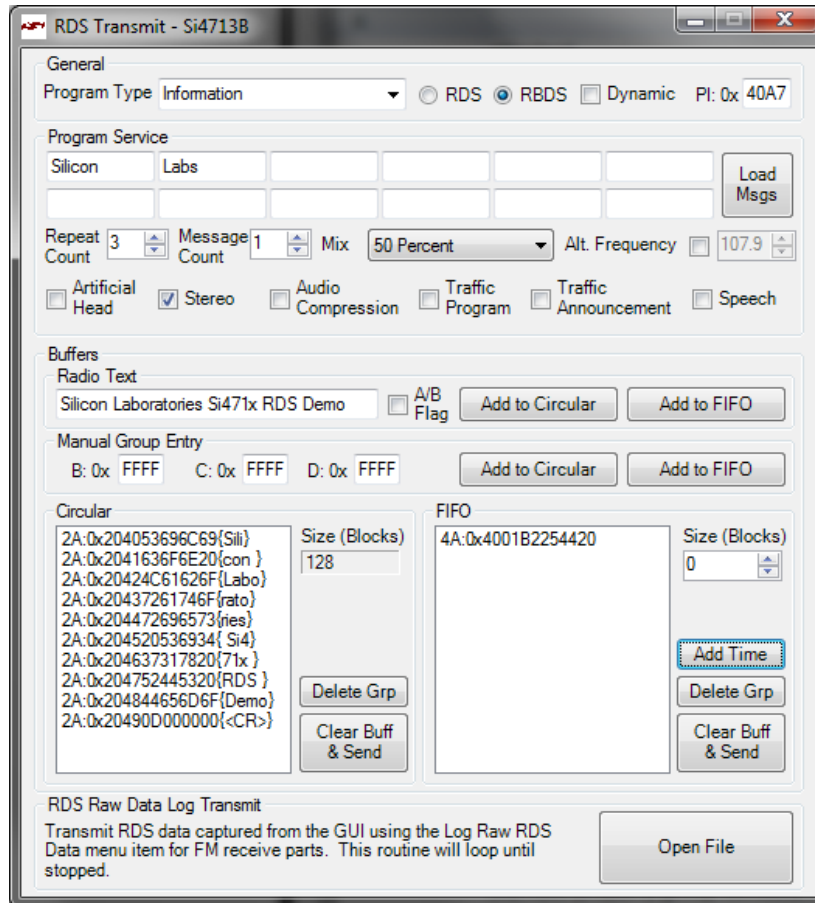 RDS Transmit - Si4713B
General
Program Type Information RDS RBDS Dynamic PI: 0x 40A7
Program Service
Silicon Labs
Load Msgs
Repeat Count 3 Message Count 1 Mix 50 Percent Alt. Frequency 107.9
Artificial Head Stereo Audio Compression Traffic Program Traffic Announcement Speech
Buffers
Radio Text
Silicon Laboratories Si471x RDS Demo A/B Flag Add to Circular Add to FIFO
Manual Group Entry
B: 0x FFFF C: 0x FFFF D: 0x FFFF Add to Circular Add to FIFO
Circular
2A:0x204053696C69{Sili}
2A:0x2041636F6E20{con }
2A:0x20424C61626F{Labo}
2A:0x20437261746F{rato}
2A:0x204472696573{ries}
2A:0x204520536934{ Si4}
2A:0x204637317820{71x }
2A:0x204752445320{RDS }
2A:0x204844656D6F{Demo}
2A:0x20490D000000{<CR>}
Size (Blocks)
128
Delete Grp
Clear Buff
& Send
FIFO
4A:0x4001B2254420
Size (Blocks)
0
Add Time
Delete Grp
Clear Buff
& Send
RDS Raw Data Log Transmit
Transmit RDS data captured from the GUI using the Log Raw RDS
Data menu item for FM receive parts. This routine will loop until
stopped.
Open File